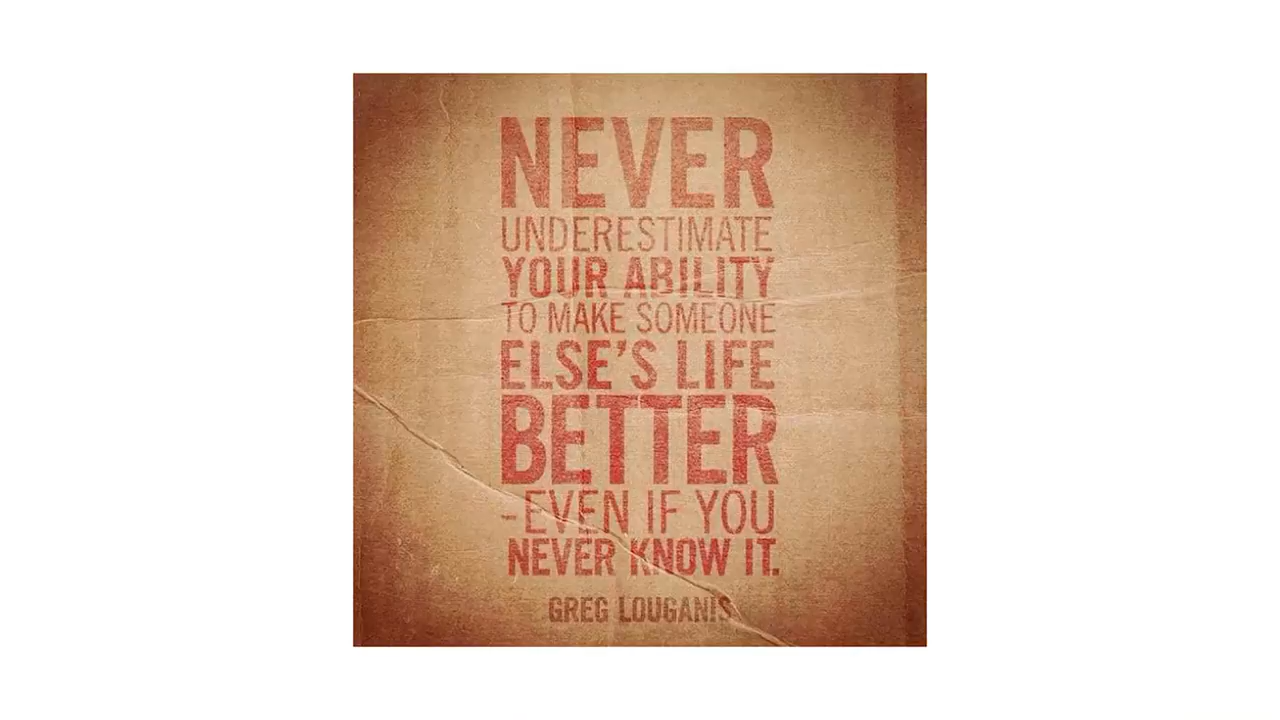 NEVER
UNDERESTIMATE
YOUR ABILITY
TO MAKE SOMEONE
ELSE'S LIFE
BETTER
-EVEN IF YOU
NEVER KNOW IT.
GREG LOUGANIS